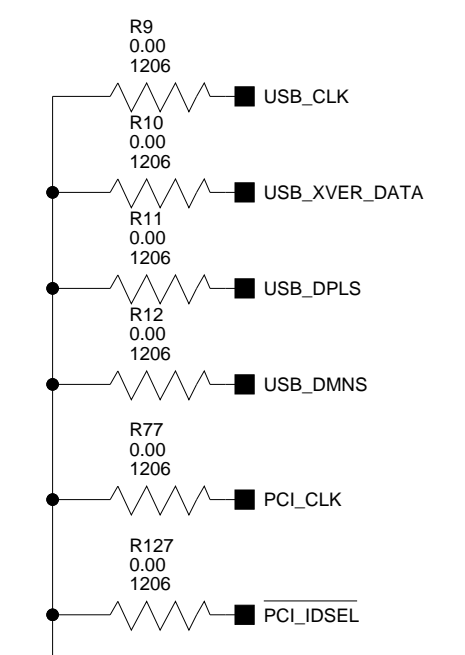 R9
0.00
1206
USB_CLK
R10
0.00
1206
USB_XVER_DATA
R11
0.00
1206
USB_DPLS
R12
0.00
1206
USB_DMNS
R77
0.00
1206
PCI_CLK
R127
0.00
1206
PCI_IDSEL